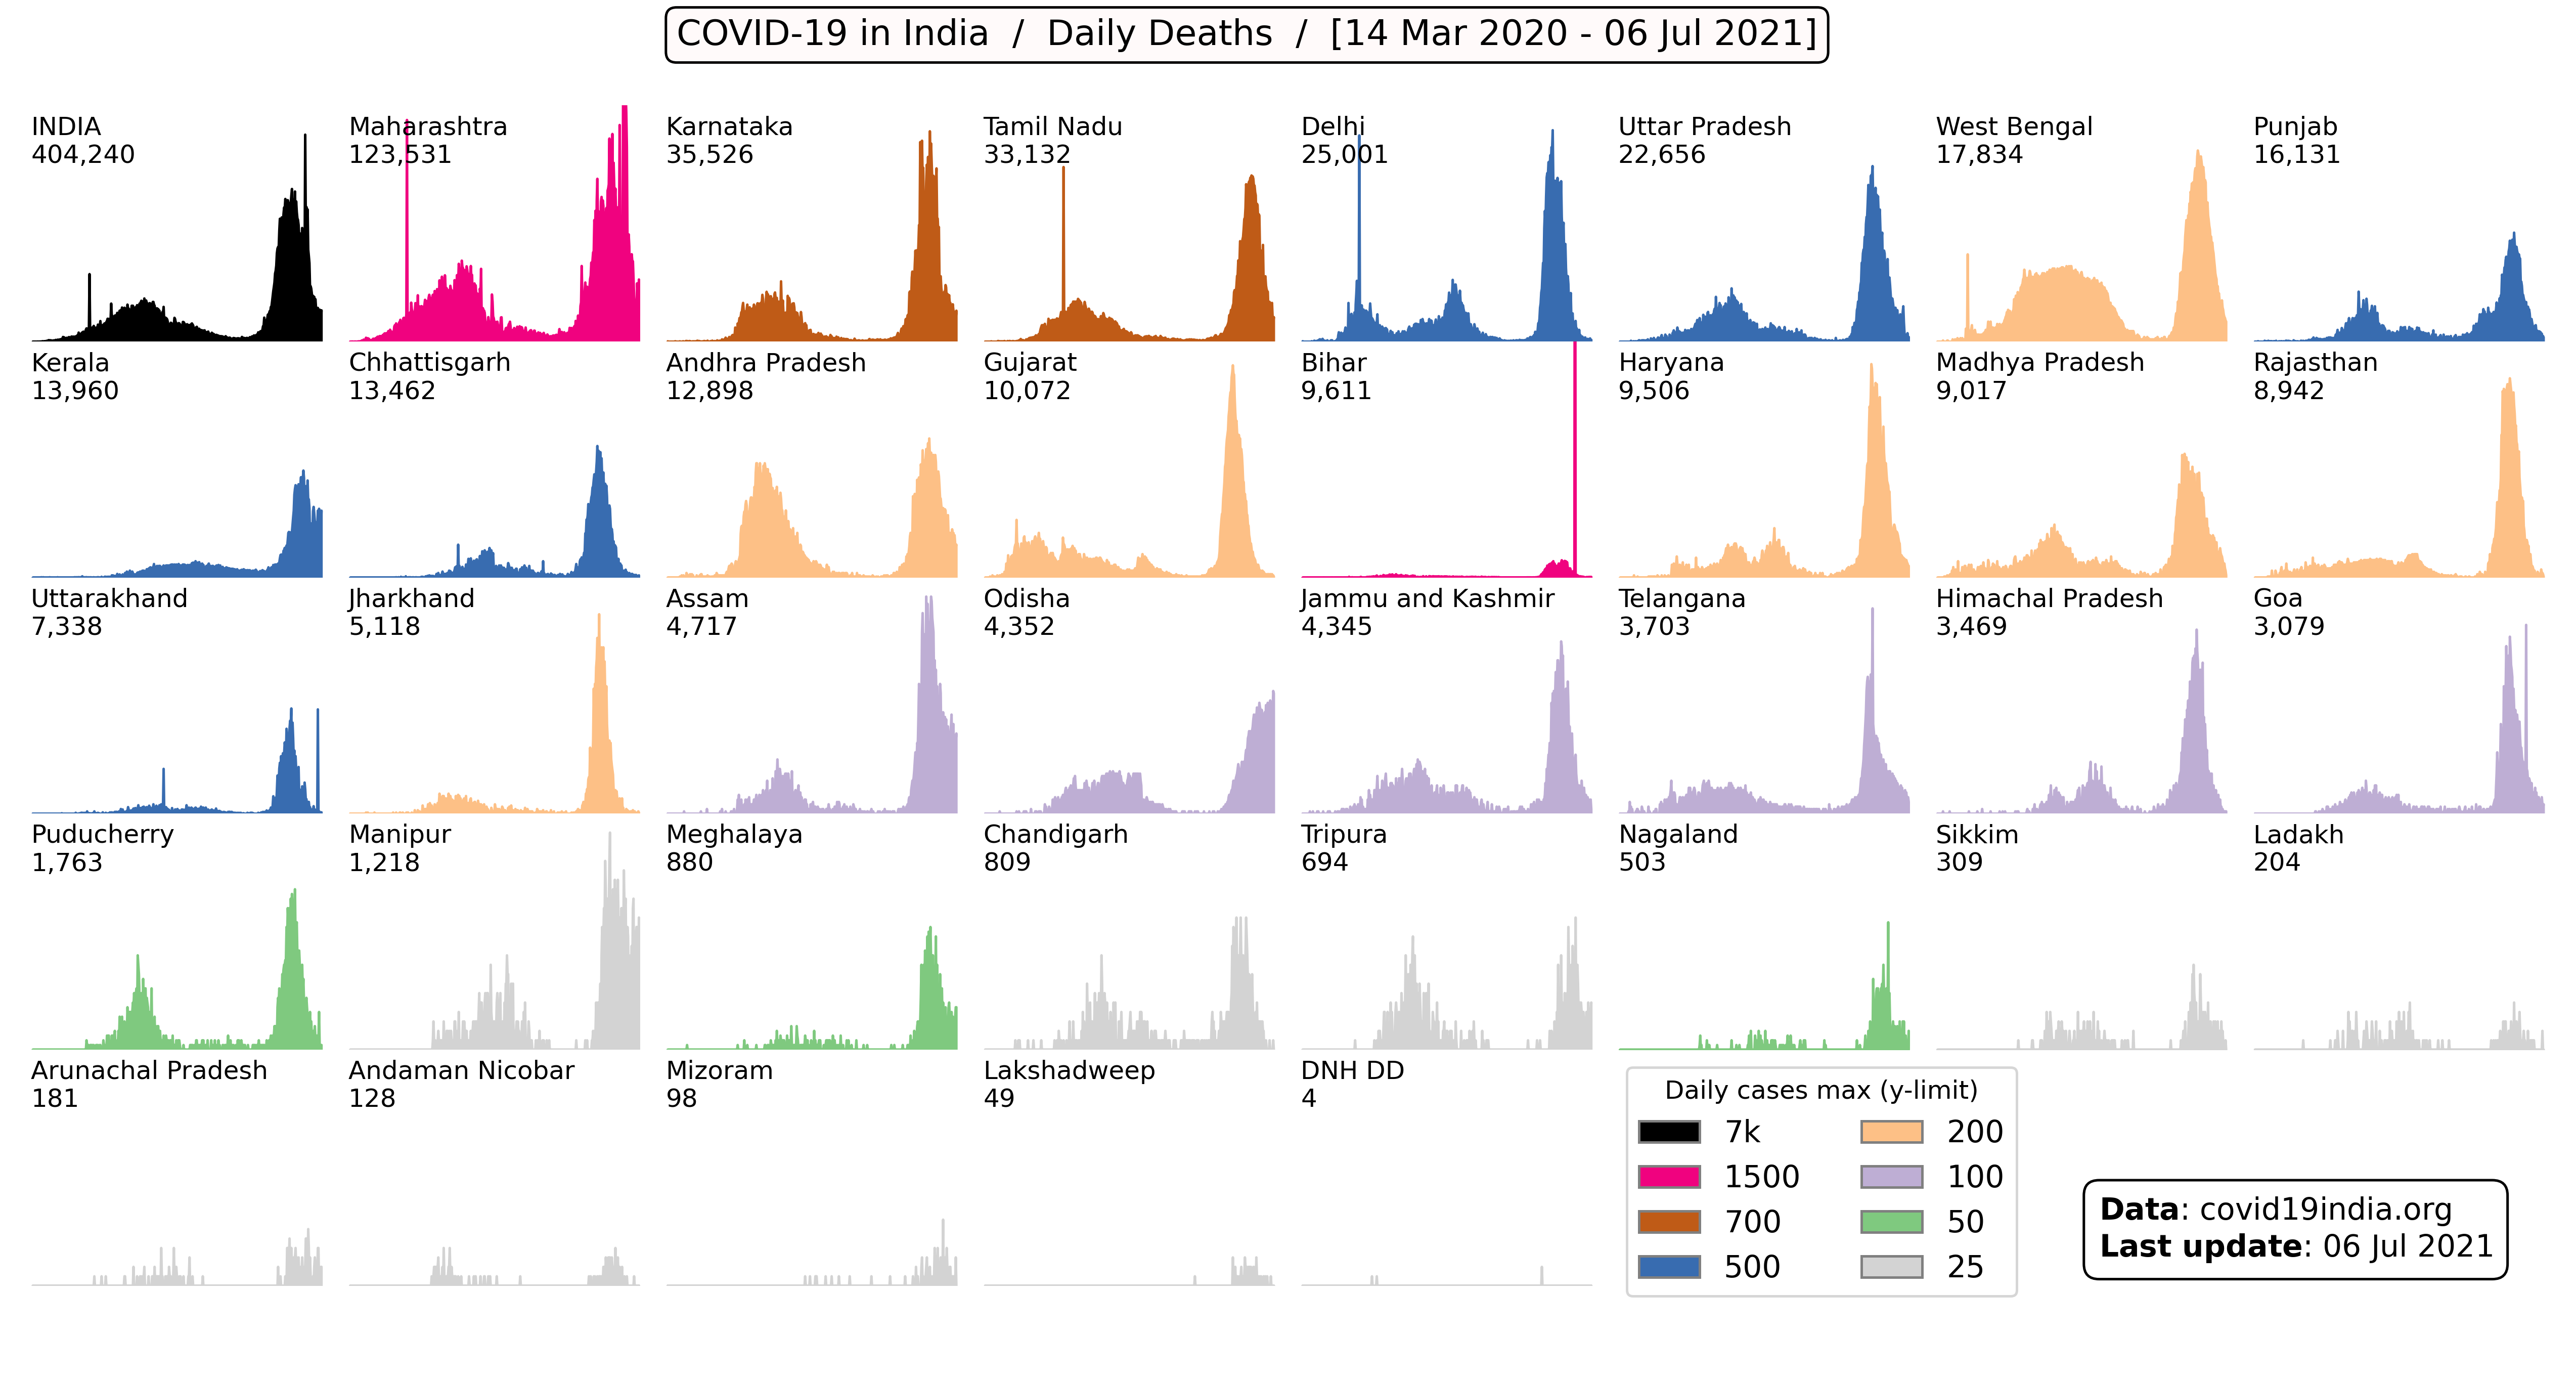 COVID-19 in India / Daily Deaths / [14 Mar 2020 - 06 Jul 2021]
INDIA
404,240
Maharashtra
123,531
Karnataka
35,526
Tamil Nadu
33,132
Delhi
25,001
Uttar Pradesh
22,656
West Bengal
17,834
Punjab
16,131
Kerala
13,960
Chhattisgarh
13,462
Andhra Pradesh
12,898
Gujarat
10,072
Bihar
9,611
Haryana
9,506
Madhya Pradesh
9,017
Rajasthan
8,942
Uttarakhand
7,338
Jharkhand
5,118
Assam
4,717
Odisha
4,352
Jammu and Kashmir
4,345
Telangana
3,703
Himachal Pradesh
3,469
Goa
3,079
Puducherry
1,763
Manipur
1,218
Meghalaya
880
Chandigarh
809
Tripura
694
Nagaland
503
Sikkim
309
Ladakh
204
Arunachal Pradesh
181
Andaman Nicobar
128
Mizoram
98
Lakshadweep
49
DNH DD
4
Daily cases max (y-limit)
7k
1500
700
500
200
100
50
25
Data: covid19india.org
Last update: 06 Jul 2021